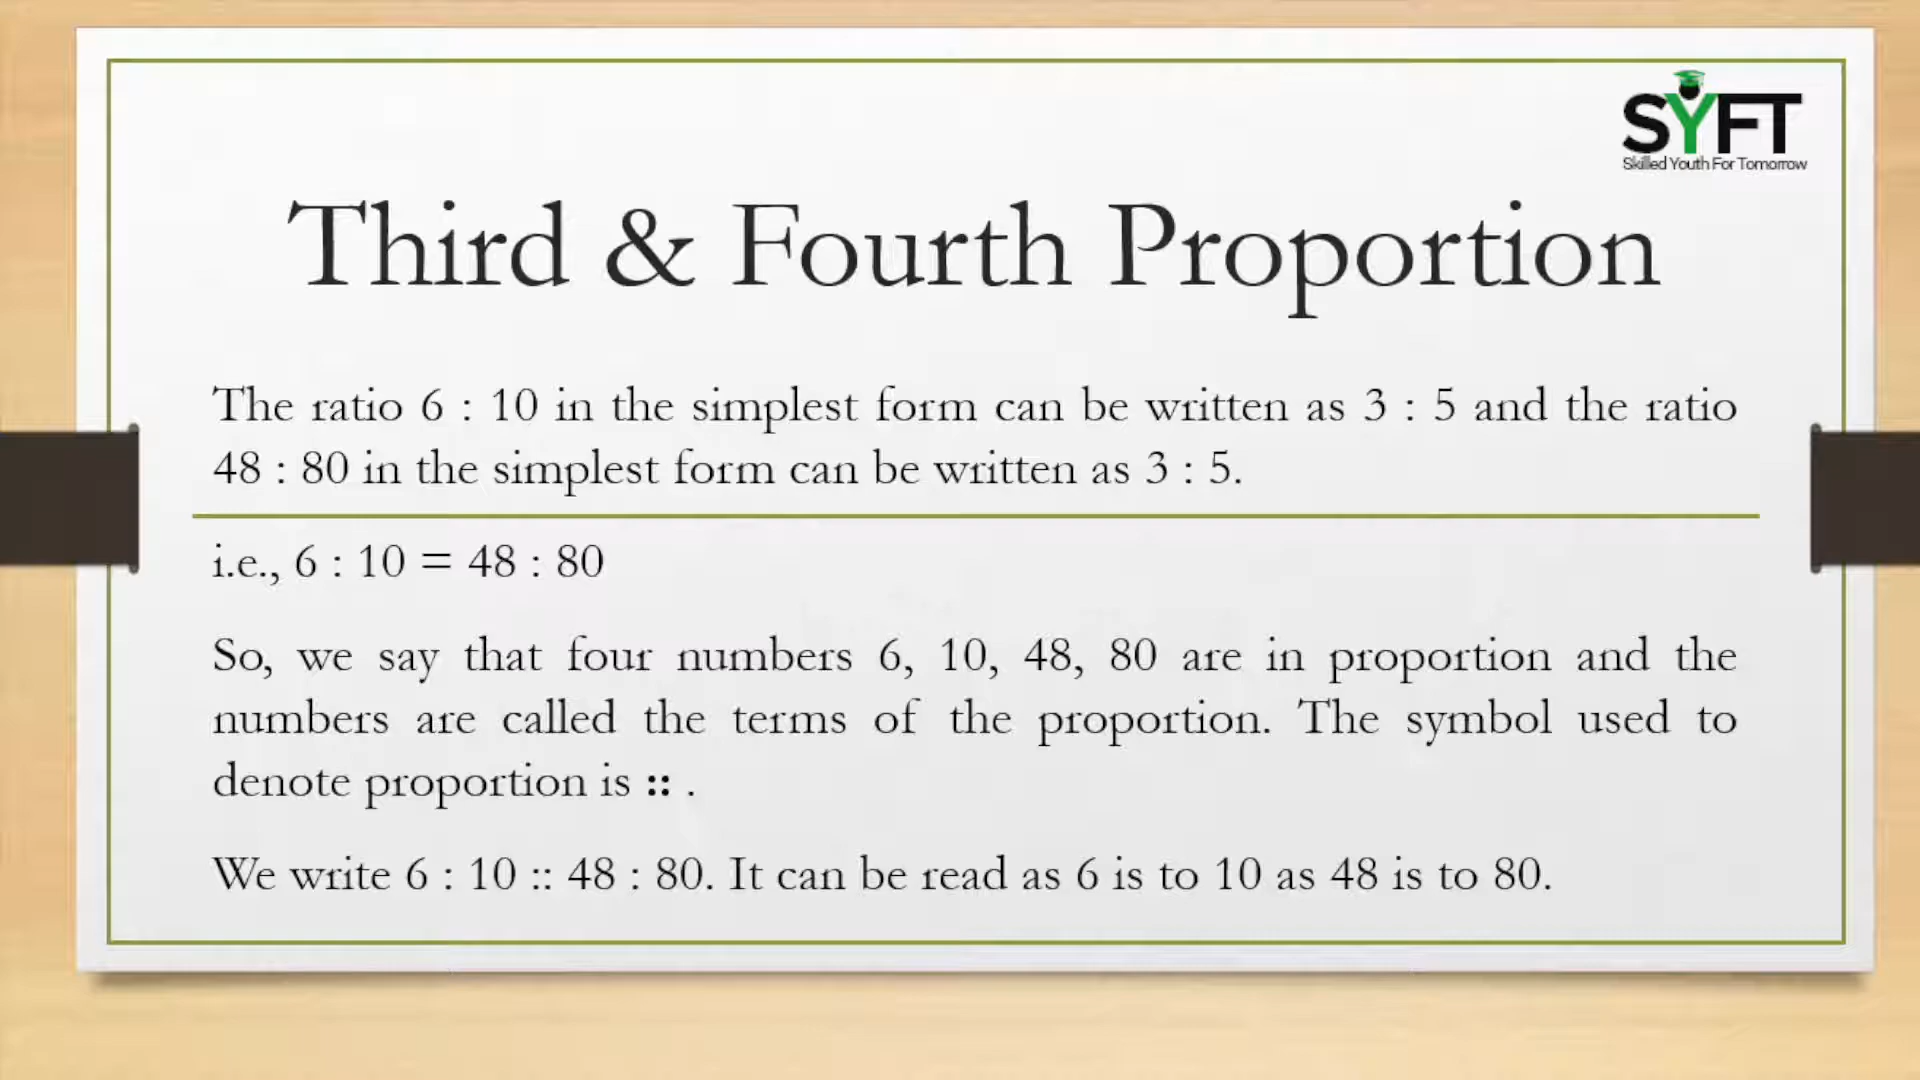 SYFT
Skilled Youth For Tomorrow
Third & Fourth Proportion
The ratio 6 : 10 in the simplest form can be written as 3 : 5 and the ratio
48 : 80 in the simplest form can be written as 3 : 5.
i.e., 6 : 10 = 48 : 80
So, we say that four numbers 6, 10, 48, 80 are in proportion and the
numbers are called the terms of the proportion. The symbol used to
denote proportion is :: .
We write 6 : 10 :: 48 : 80. It can be read as 6 is to 10 as 48 is to 80.